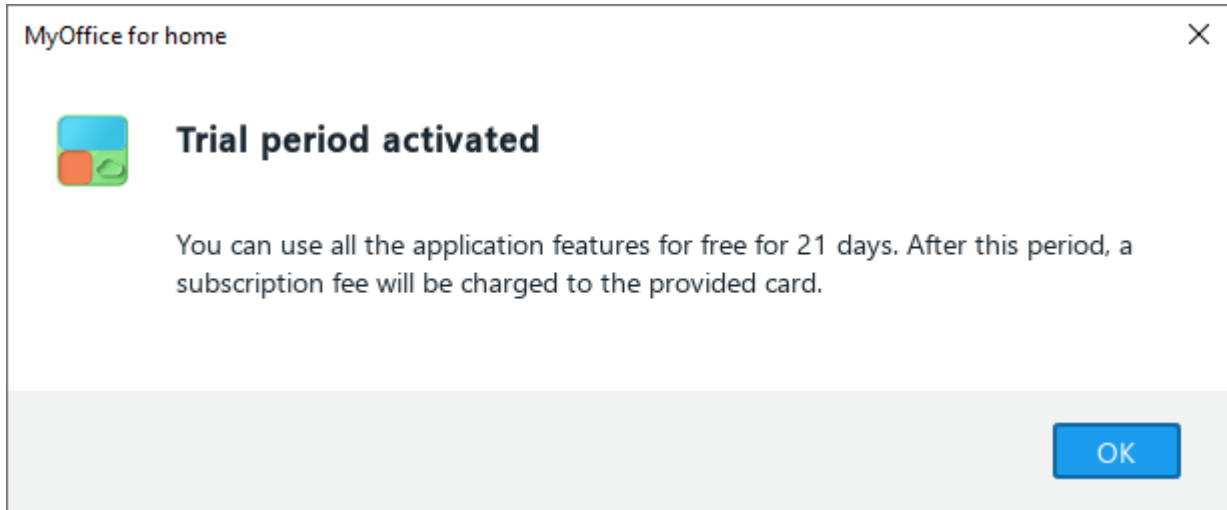 MyOffice for home
Trial period activated
You can use all the application features for free for 21 days. After this period, a
subscription fee will be charged to the provided card.
OK